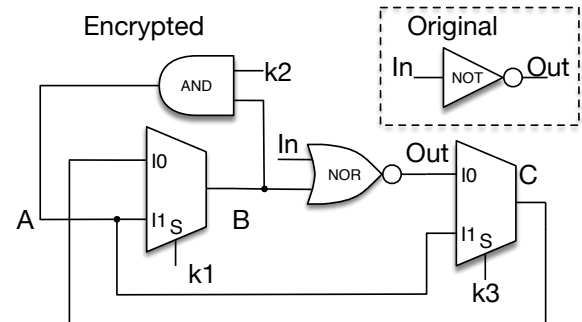 Encrypted
Original
In NOT Out
AND k2
In
NOR
Out
I0
I1 S
A
B
k1
I0
I1 S
C
k3